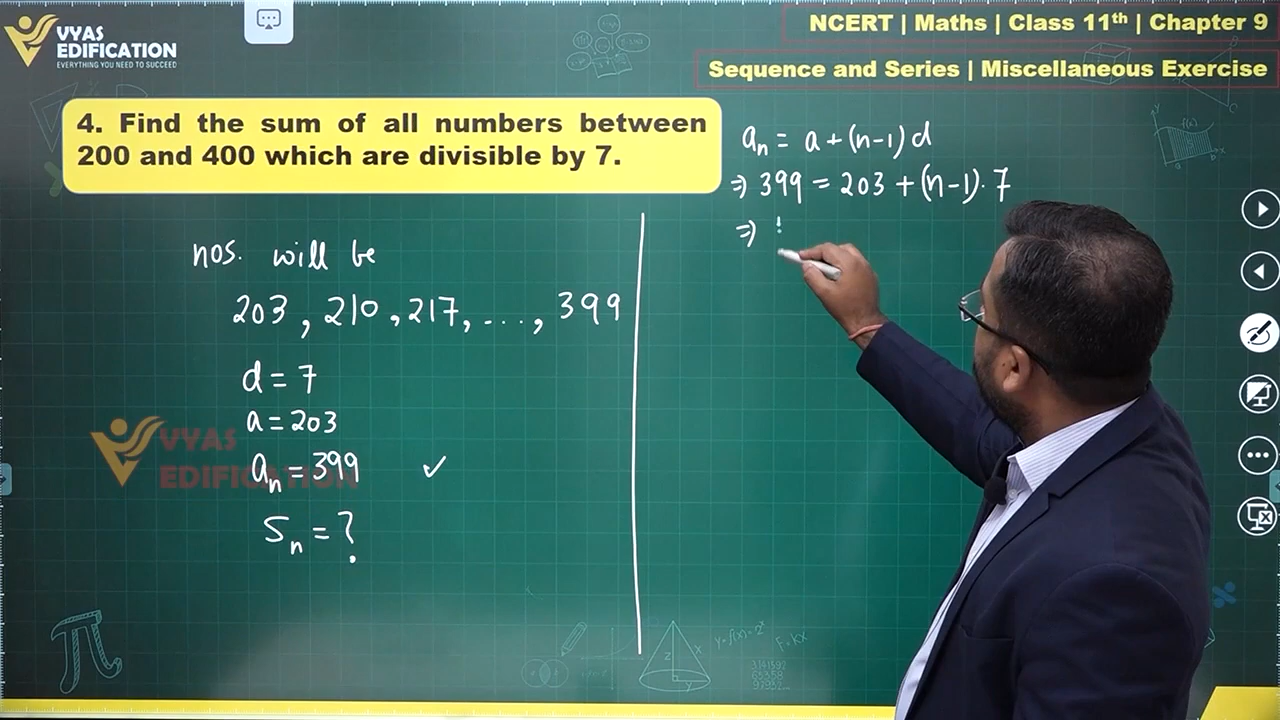 VYAS
EDIFICATION
EVERYTHING YOU NEED TO SUCCEED
NCERT | Maths | Class 11th | Chapter 9
Sequence and Series | Miscellaneous Exercise
4. Find the sum of all numbers between
200 and 400 which are divisible by 7.
nos. will be
203, 210, 217, ..., 399
d = 7
a = 203
aₙ = 399 ✓
Sₙ = ?
aₙ = a + (n-1) d
⇒ 399 = 203 + (n-1). 7
⇒
VYAS
EDIFICATION